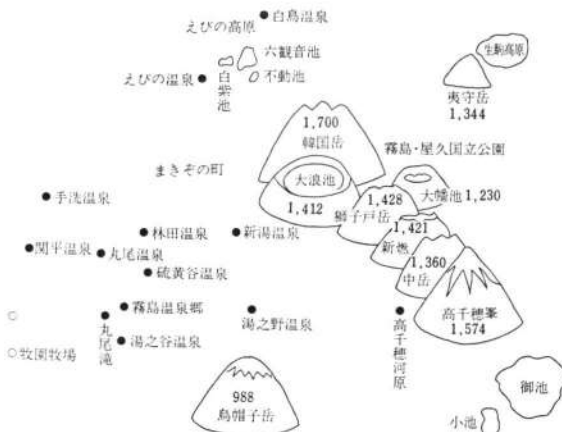 白鳥温泉
えびの高原
六観音池
生駒高原
えびの温泉
白紫池
不動池
夷守岳
1,344
1,700
韓国岳
霧島・屋久国立公園
まきぞの町
大浪池
1,412
大幡池 1,230
1,428
獅子戸岳
手洗温泉
1,421
新燃
林田温泉
新湯温泉
関平温泉
丸尾温泉
1,360
中岳
硫黄谷温泉
高千穂峯
1,574
霧島温泉郷
丸尾滝
湯之野温泉
高千穂河原
湯之谷温泉
牧園牧場
988
烏帽子岳
御池
小池